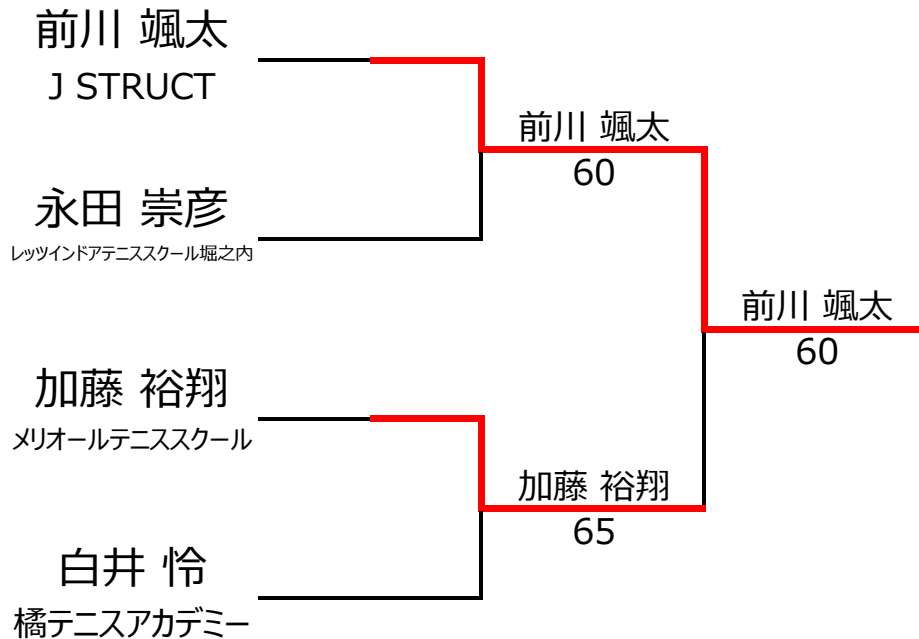 前川 颯太
J STRUCT
前川 颯太
60
永田 崇彦
レッツインドアテニススクール堀之内
前川 颯太
60
加藤 裕翔
メリオールテニススクール
加藤 裕翔
65
白井 怜
橘テニスアカデミー